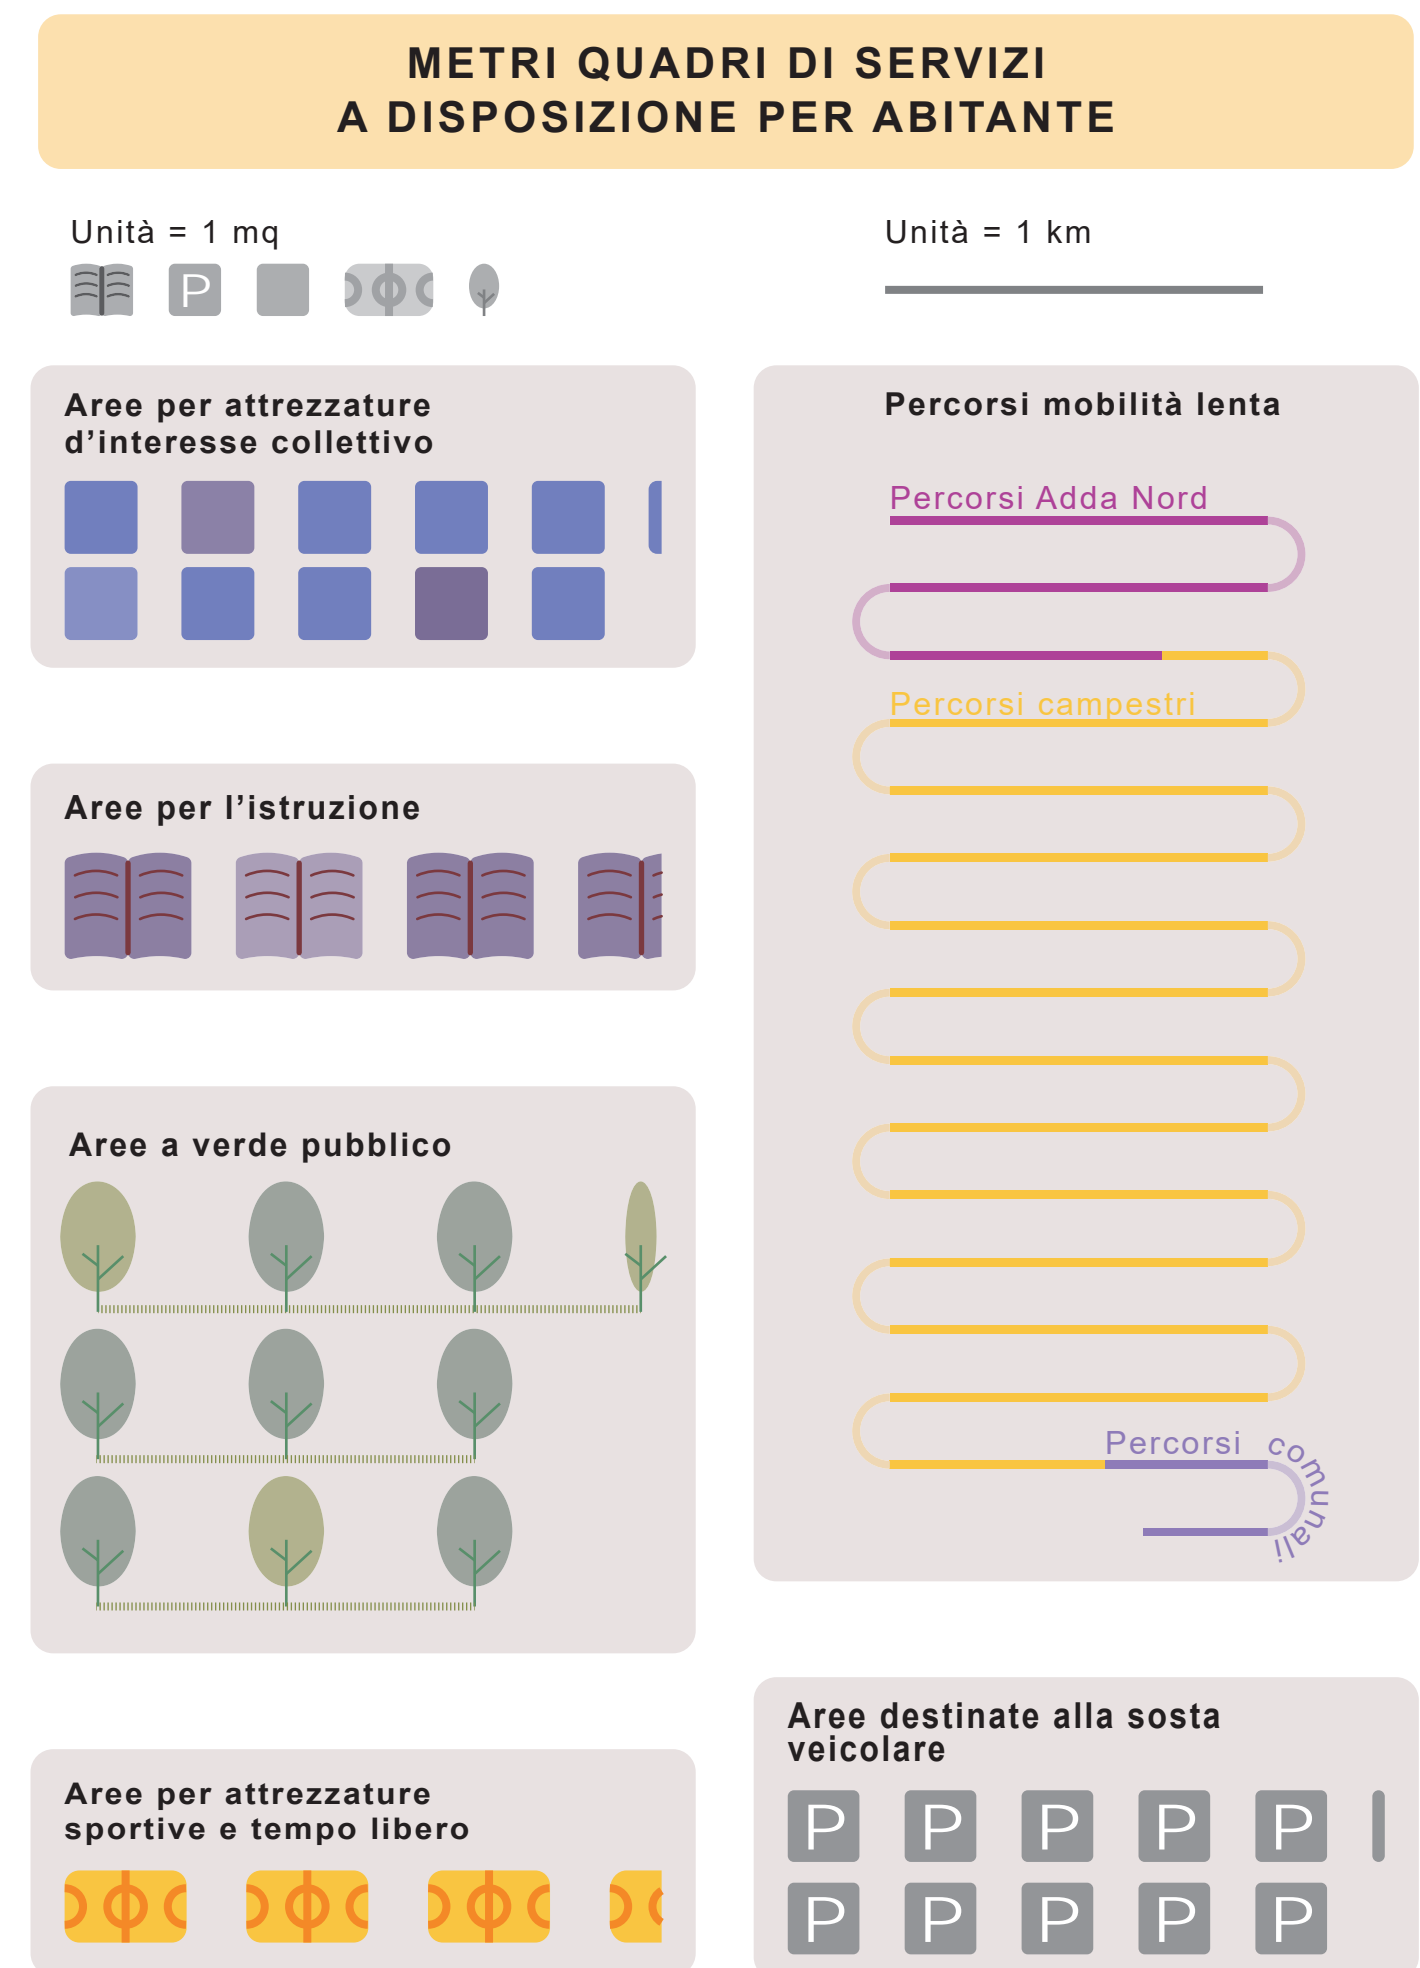 METRI QUADRI DI SERVIZI
A DISPOSIZIONE PER ABITANTE
Unità = 1 mq
P
Unità = 1 km
Aree per attrezzature
d’interesse collettivo
Aree per l’istruzione
Aree a verde pubblico
Aree per attrezzature
sportive e tempo libero
Percorsi mobilità lenta
Percorsi Adda Nord
Percorsi campestri
Percorsi comunali
Aree destinate alla sosta
veicolare
P P P P P
P P P P P